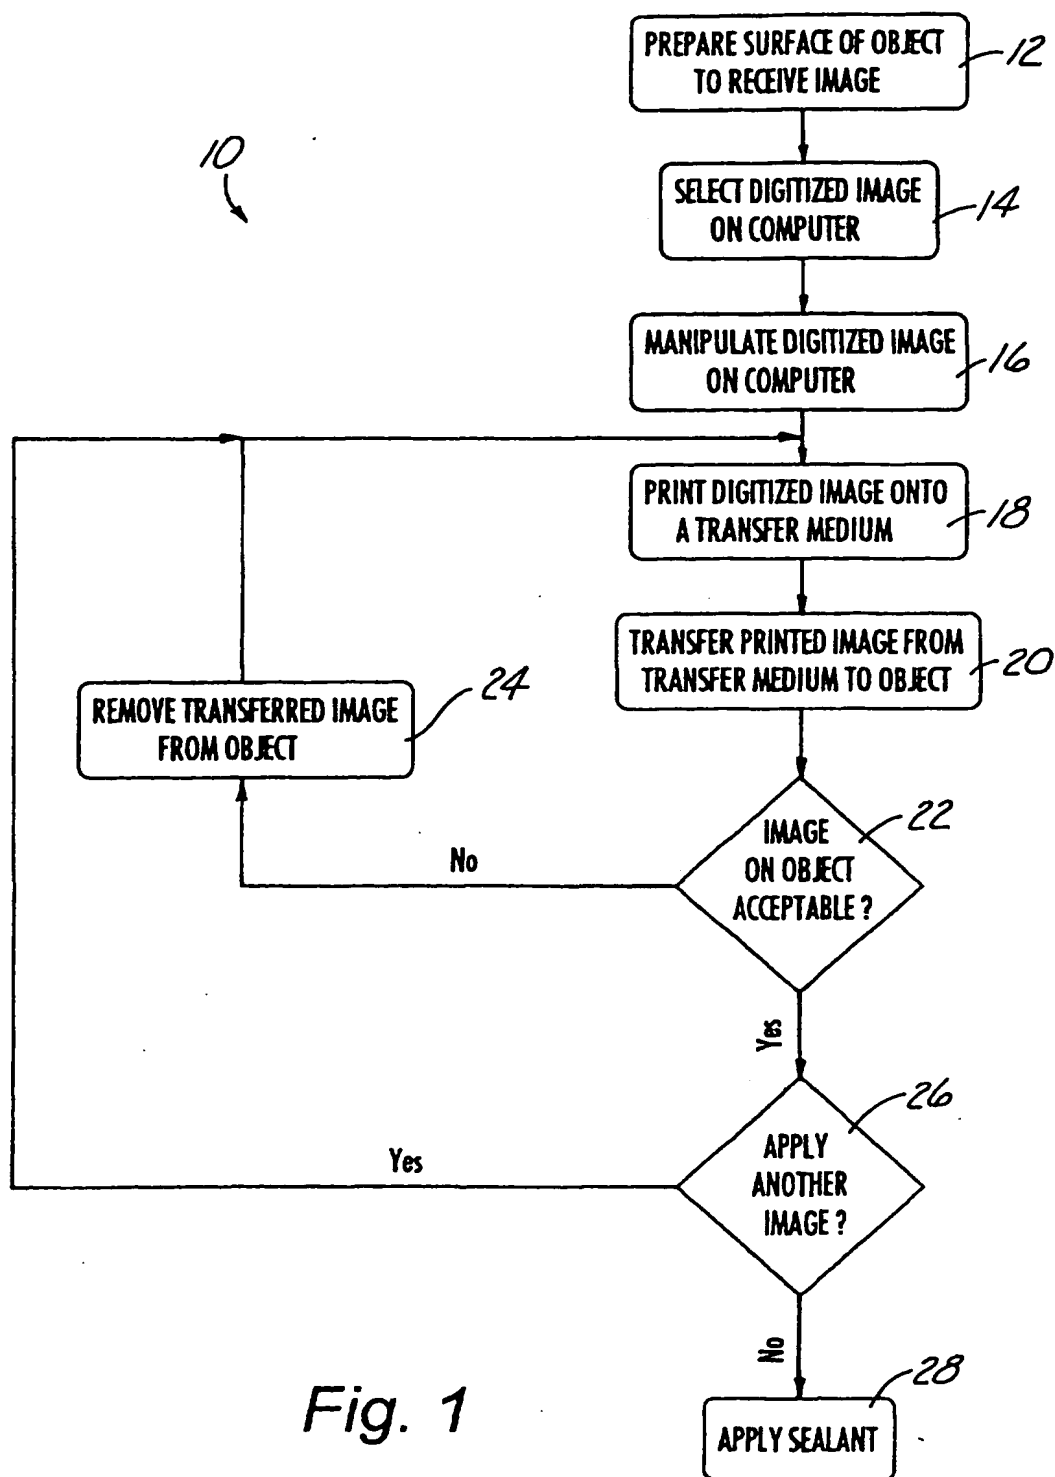 PREPARE SURFACE OF OBJECT
TO RECEIVE IMAGE
12
10
SELECT DIGITIZED IMAGE
ON COMPUTER
14
MANIPULATE DIGITIZED IMAGE
ON COMPUTER
16
PRINT DIGITIZED IMAGE ONTO
A TRANSFER MEDIUM
18
TRANSFER PRINTED IMAGE FROM
TRANSFER MEDIUM TO OBJECT
20
REMOVE TRANSFERRED IMAGE
FROM OBJECT
24
IMAGE
ON OBJECT
ACCEPTABLE ?
22
No
Yes
APPLY
ANOTHER
IMAGE ?
26
Yes
No
APPLY SEALANT
28
Fig. 1